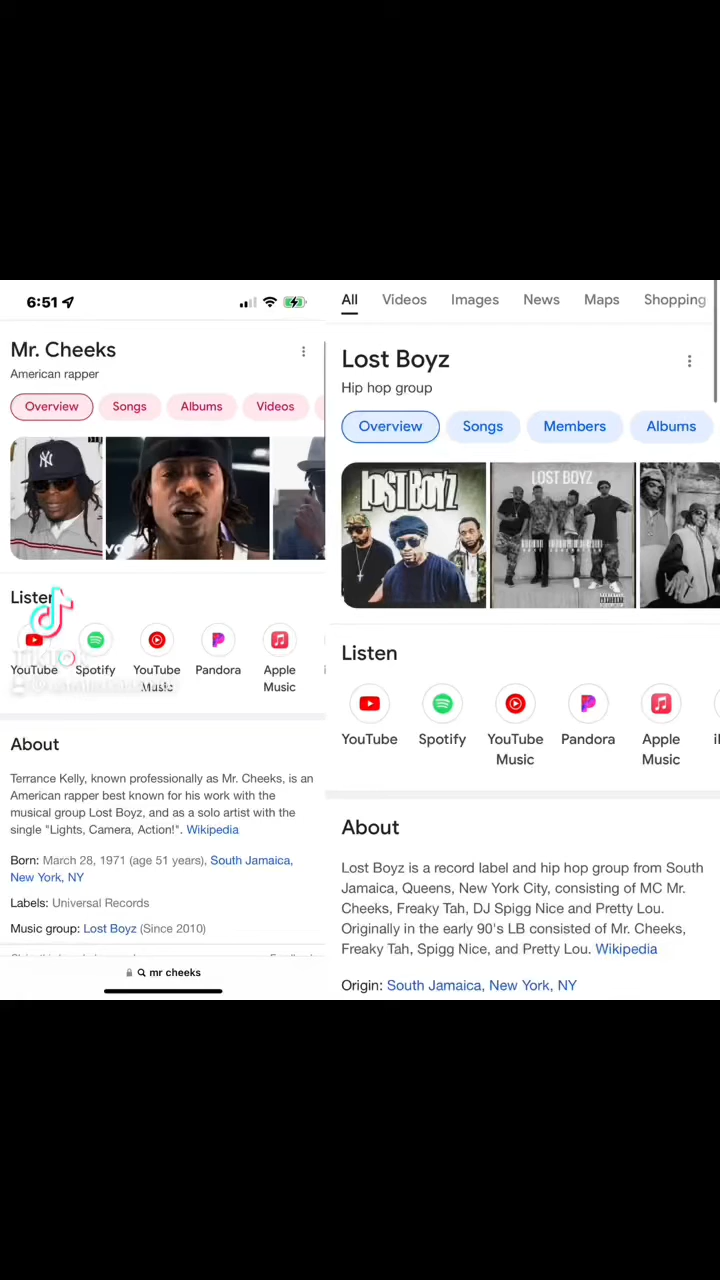 6:51
Mr. Cheeks
American rapper
Overview Songs Albums Videos
Listen
TikTok
YouTube Spotify YouTube Music Pandora Apple Music
About
Terrance Kelly, known professionally as Mr. Cheeks, is an
American rapper best known for his work with the
musical group Lost Boyz, and as a solo artist with the
single "Lights, Camera, Action!". Wikipedia
Born: March 28, 1971 (age 51 years), South Jamaica,
New York, NY
Labels: Universal Records
Music group: Lost Boyz (Since 2010)
mr cheeks
All Videos Images News Maps Shopping
Lost Boyz
Hip hop group
Overview Songs Members Albums
LOST BOYZ
LOST BOYZ
Listen
YouTube Spotify YouTube Music Pandora Apple Music
About
Lost Boyz is a record label and hip hop group from South
Jamaica, Queens, New York City, consisting of MC Mr.
Cheeks, Freaky Tah, DJ Spigg Nice and Pretty Lou.
Originally in the early 90's LB consisted of Mr. Cheeks,
Freaky Tah, Spigg Nice, and Pretty Lou. Wikipedia
Origin: South Jamaica, New York, NY